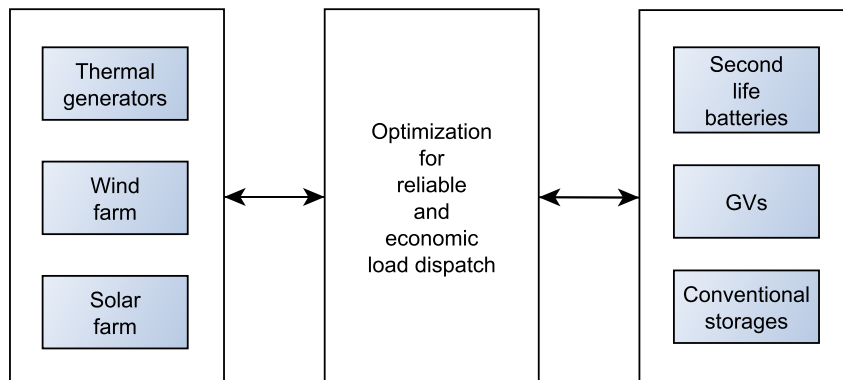 Thermal
generators
Wind
farm
Solar
farm
Optimization
for
reliable
and
economic
load dispatch
Second
life
batteries
GVs
Conventional
storages